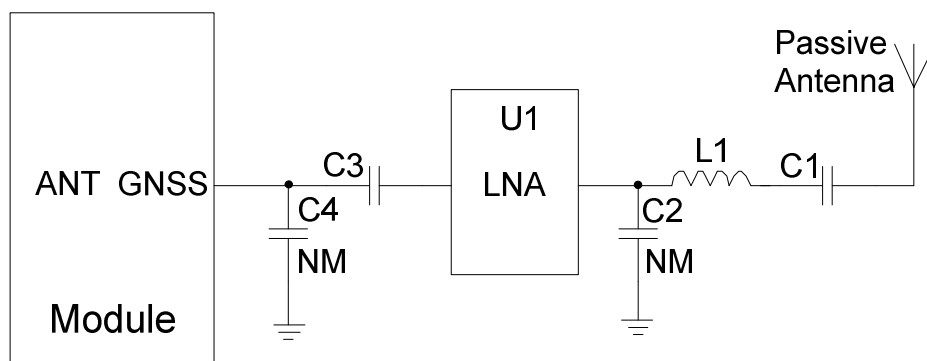 Passive
Antenna
U1
L1
C3
C1
ANT GNSS
LNA
C4
C2
NM
NM
Module